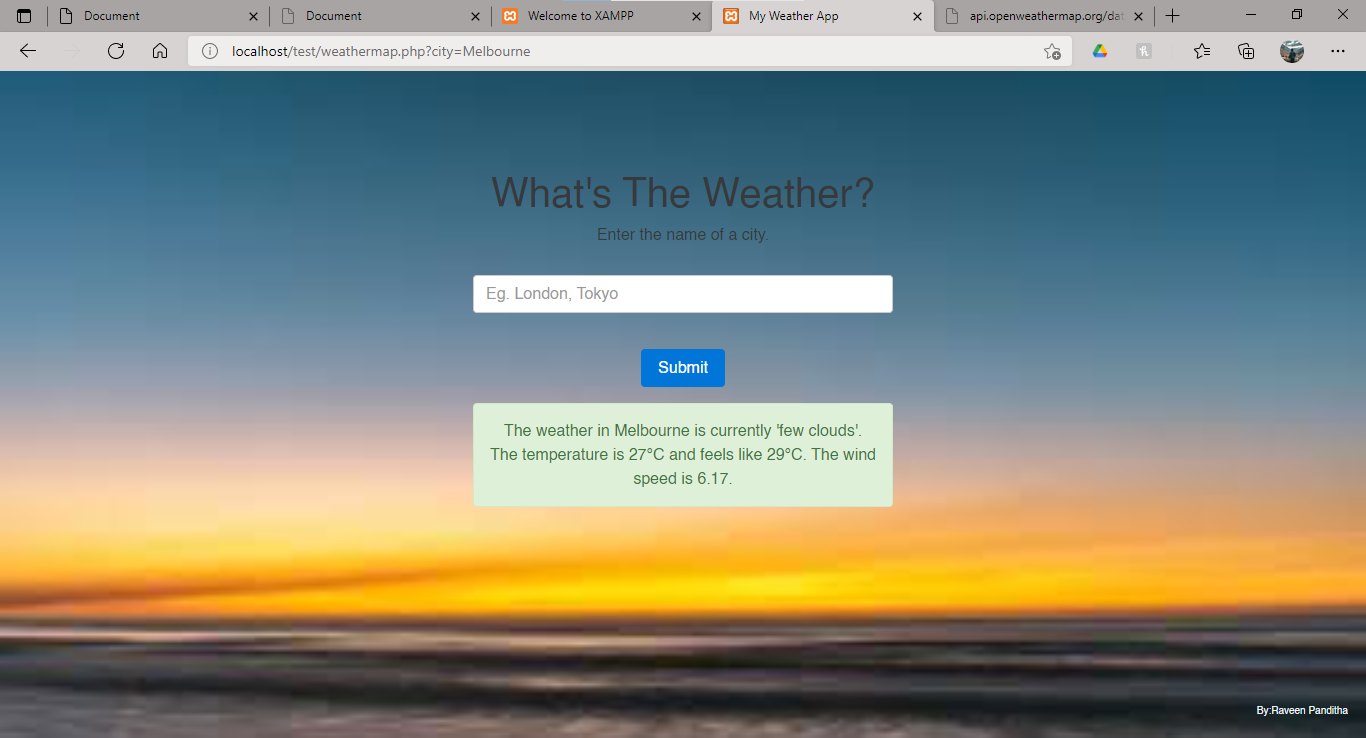 Document
Document
Welcome to XAMPP
My Weather App
api.openweathermap.org/dat
localhost/test/weathermap.php?city=Melbourne
What's The Weather?
Enter the name of a city.
Eg. London, Tokyo
Submit
The weather in Melbourne is currently 'few clouds'.
The temperature is 27°C and feels like 29°C. The wind
speed is 6.17.
By:Raveen Panditha